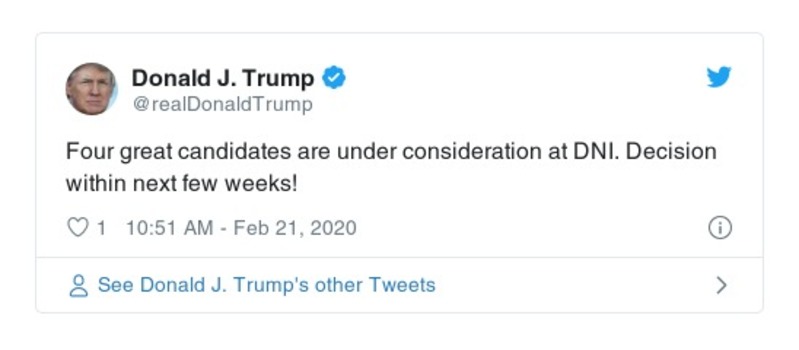 Donald J. Trump
@realDonaldTrump
Four great candidates are under consideration at DNI. Decision
within next few weeks!
1 10:51 AM - Feb 21, 2020
See Donald J. Trump's other Tweets